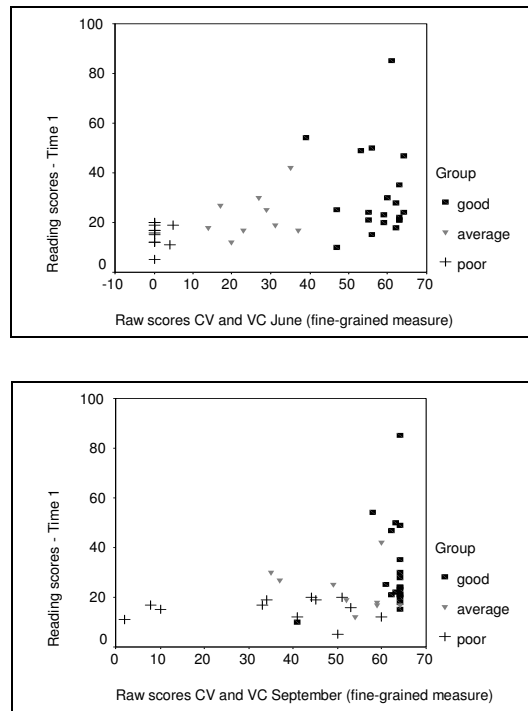 100
80
60
40
20
0
Reading scores - Time 1
-10 0 10 20 30 40 50 60 70
Raw scores CV and VC June (fine-grained measure)
Group
good
average
poor
100
80
60
40
20
0
Reading scores - Time 1
0 10 20 30 40 50 60 70
Raw scores CV and VC September (fine-grained measure)
Group
good
average
poor